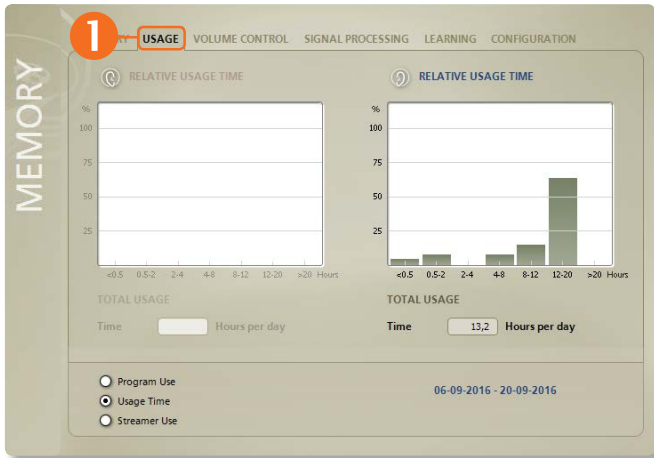 1
USAGE VOLUME CONTROL SIGNAL PROCESSING LEARNING CONFIGURATION
MEMORY
RELATIVE USAGE TIME
%
100
75
50
25
<0.5 0.5-2 2-4 4-8 8-12 12-20 >20 Hours
TOTAL USAGE
Time Hours per day
RELATIVE USAGE TIME
%
100
75
50
25
<0.5 0.5-2 2-4 4-8 8-12 12-20 >20 Hours
TOTAL USAGE
Time 13,2 Hours per day
Program Use
Usage Time
Streamer Use
06-09-2016 - 20-09-2016